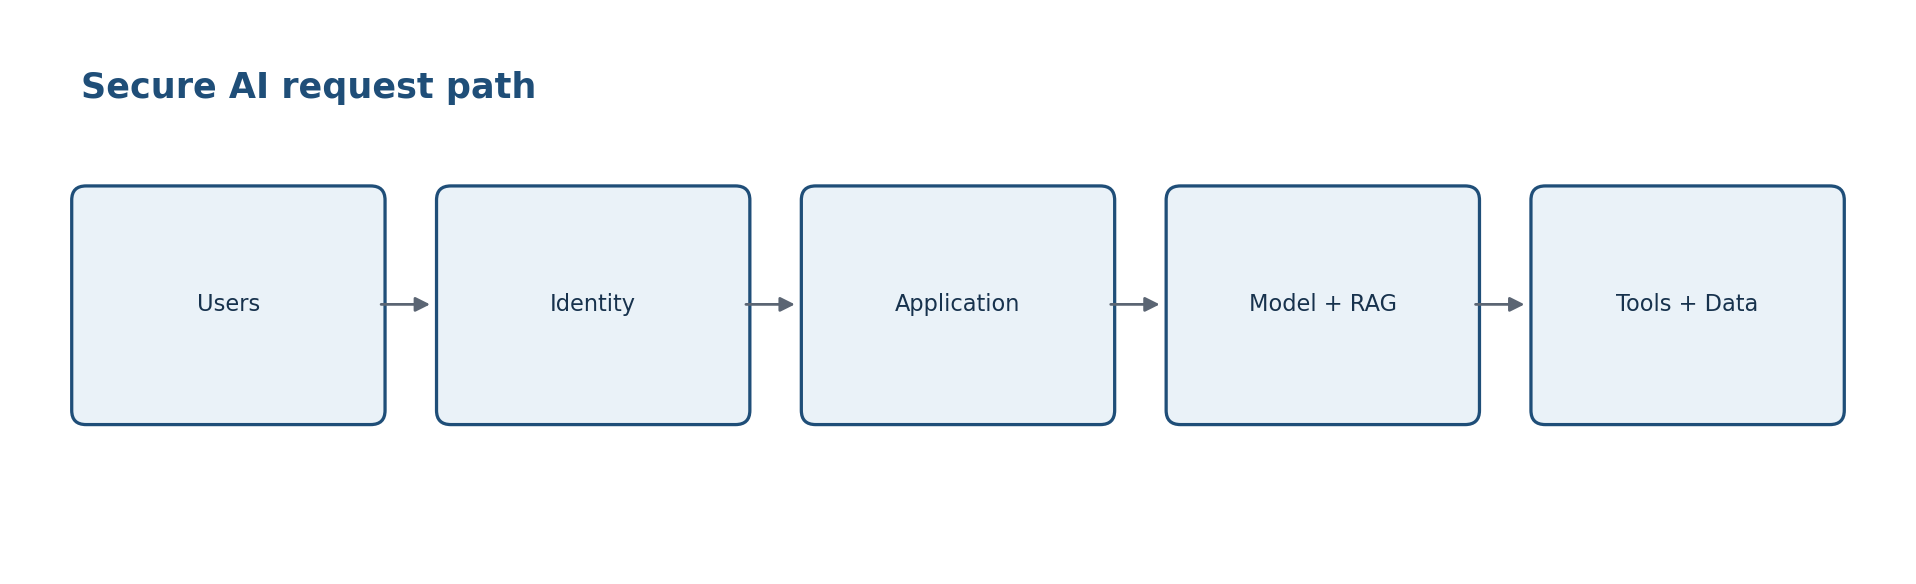 Secure AI request path
Users
Identity
Application
Model + RAG
Tools + Data